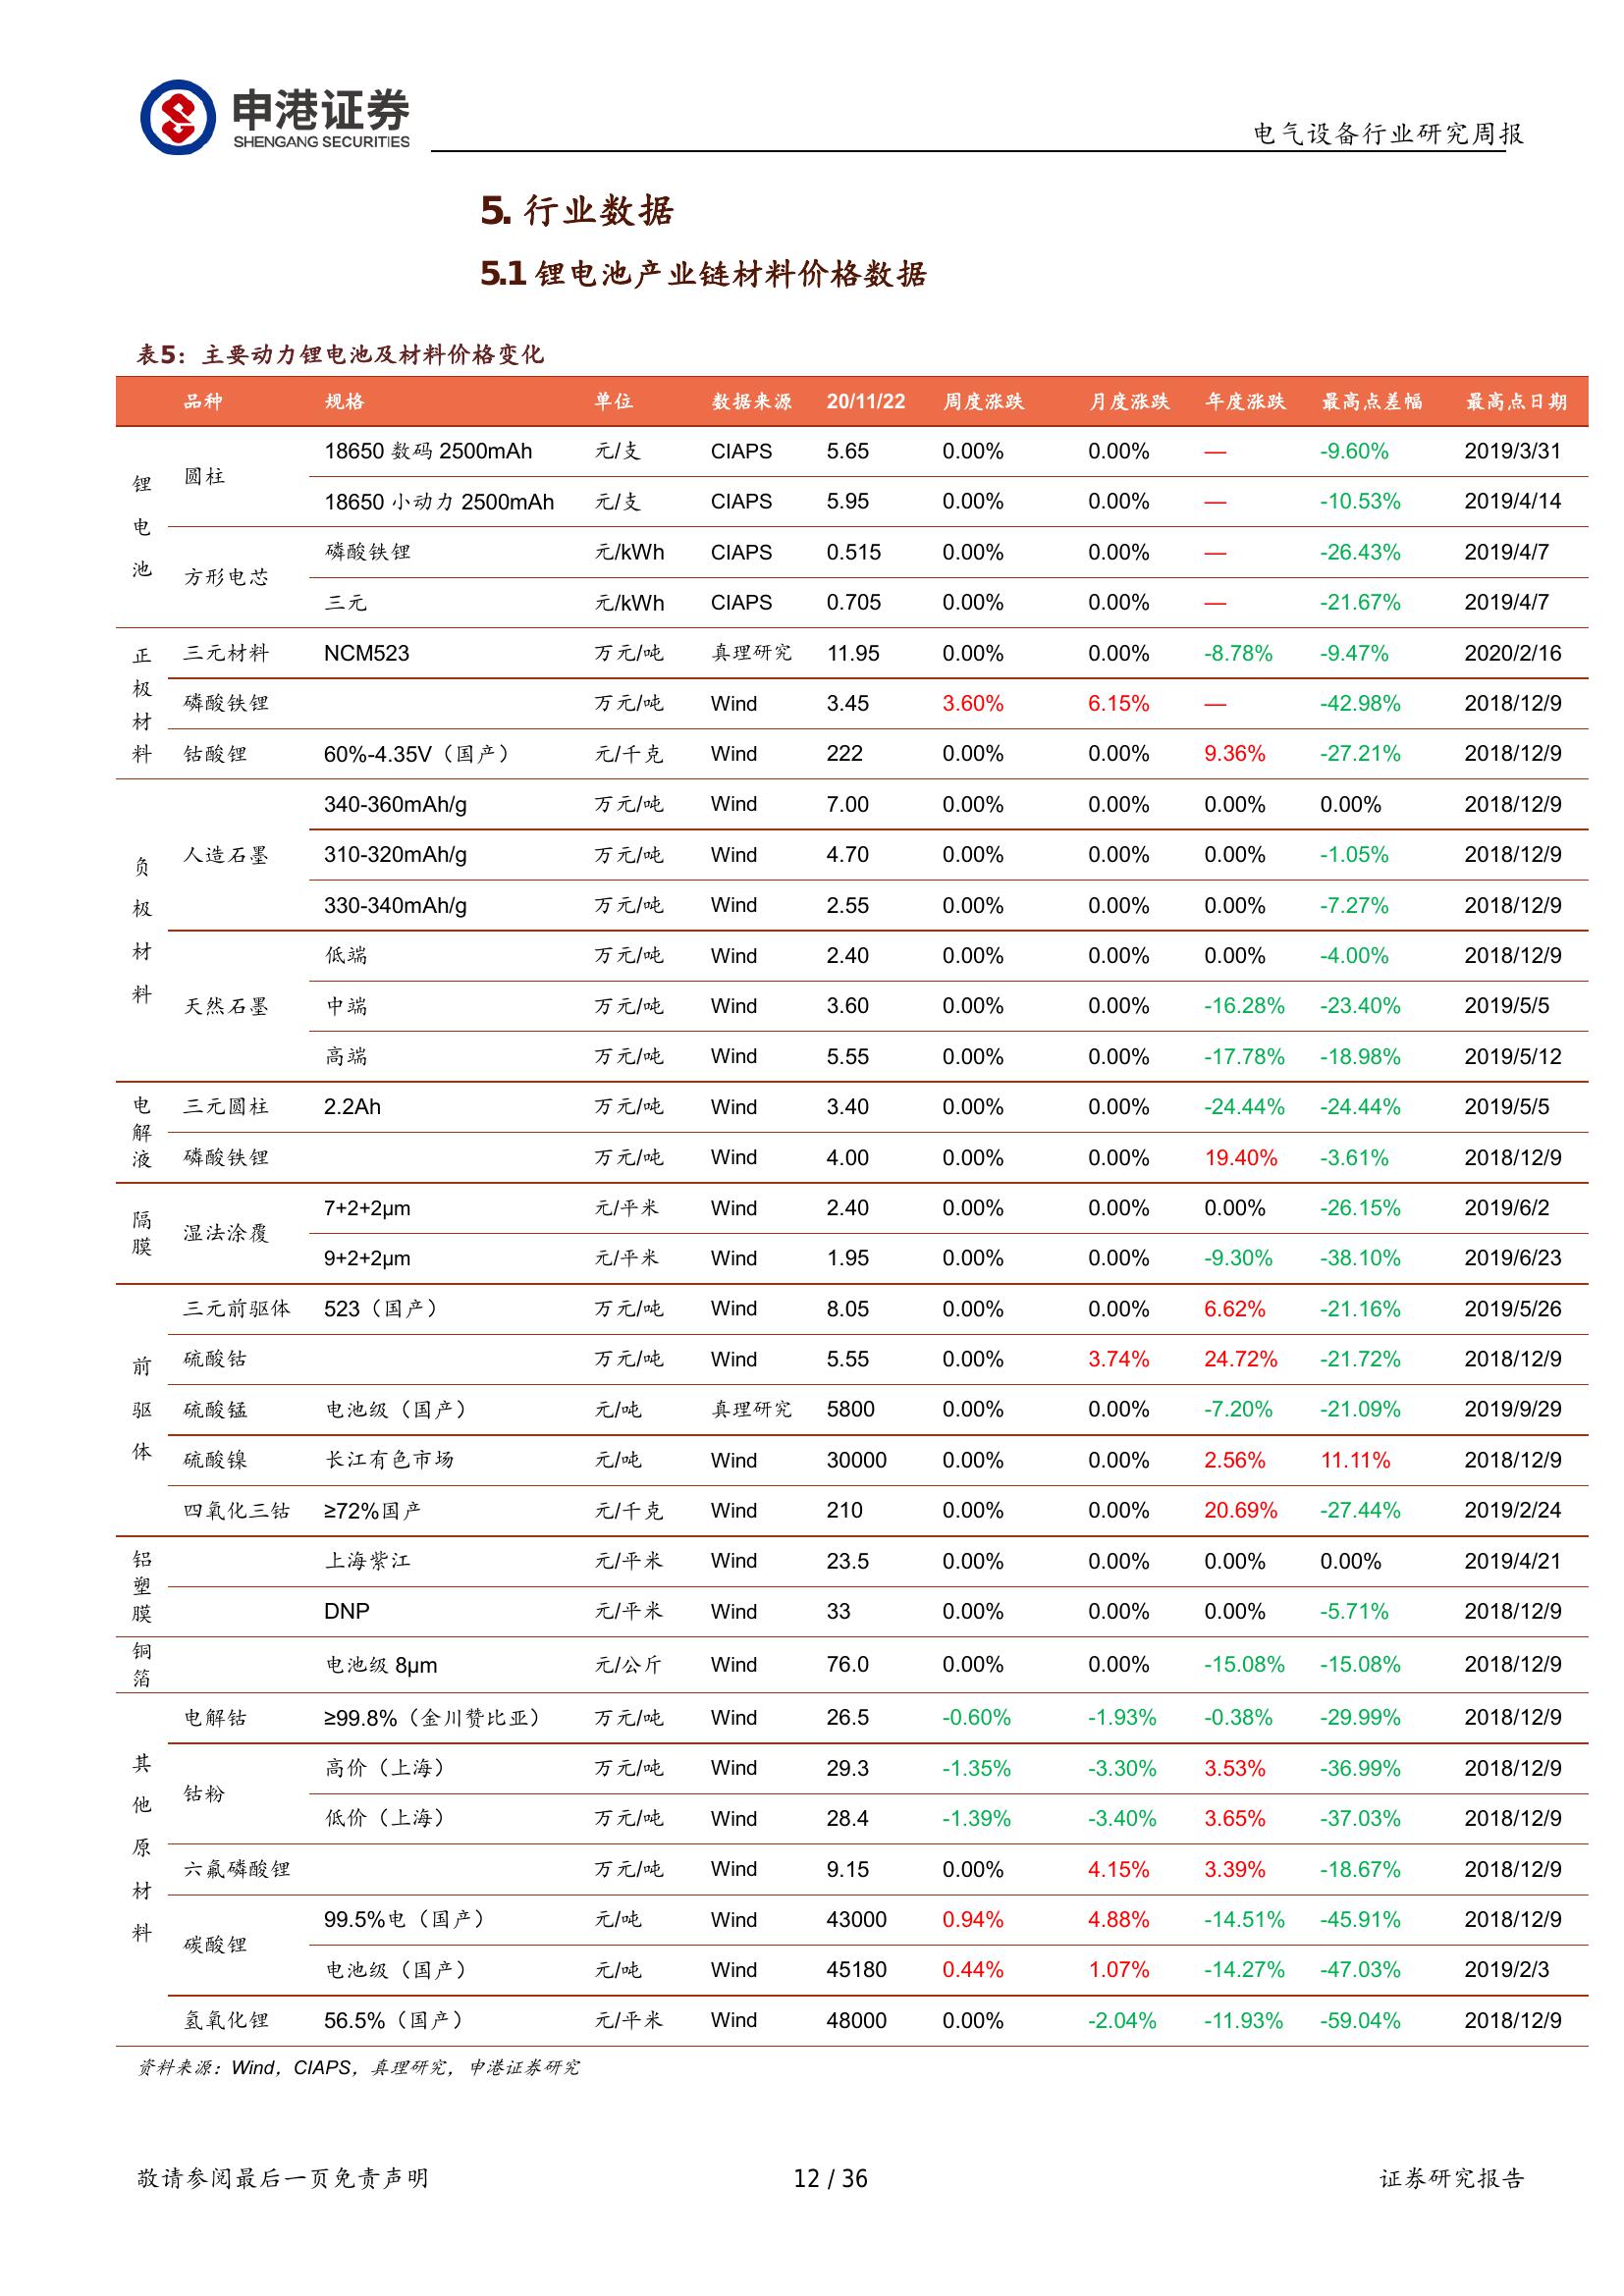 申港证券
SHENGANG SECURITIES
电气设备行业研究周报
5. 行业数据
5.1 锂电池产业链材料价格数据
表5：主要动力锂电池及材料价格变化
品种 规格 单位 数据来源 20/11/22 周度涨跌 月度涨跌 年度涨跌 最高点差幅 最高点日期
锂电池 圆柱 18650 数码 2500mAh 元/支 CIAPS 5.65 0.00% 0.00% — -9.60% 2019/3/31
18650 小动力 2500mAh 元/支 CIAPS 5.95 0.00% 0.00% — -10.53% 2019/4/14
方形电芯 磷酸铁锂 元/kWh CIAPS 0.515 0.00% 0.00% — -26.43% 2019/4/7
三元 元/kWh CIAPS 0.705 0.00% 0.00% — -21.67% 2019/4/7
正极材料 三元材料 NCM523 万元/吨 真理研究 11.95 0.00% 0.00% -8.78% -9.47% 2020/2/16
磷酸铁锂 万元/吨 Wind 3.45 3.60% 6.15% — -42.98% 2018/12/9
钴酸锂 60%-4.35V（国产） 元/千克 Wind 222 0.00% 0.00% 9.36% -27.21% 2018/12/9
负极材料 人造石墨 340-360mAh/g 万元/吨 Wind 7.00 0.00% 0.00% 0.00% 0.00% 2018/12/9
310-320mAh/g 万元/吨 Wind 4.70 0.00% 0.00% 0.00% -1.05% 2018/12/9
330-340mAh/g 万元/吨 Wind 2.55 0.00% 0.00% 0.00% -7.27% 2018/12/9
天然石墨 低端 万元/吨 Wind 2.40 0.00% 0.00% 0.00% -4.00% 2018/12/9
中端 万元/吨 Wind 3.60 0.00% 0.00% -16.28% -23.40% 2019/5/5
高端 万元/吨 Wind 5.55 0.00% 0.00% -17.78% -18.98% 2019/5/12
电解液 三元圆柱 2.2Ah 万元/吨 Wind 3.40 0.00% 0.00% -24.44% -24.44% 2019/5/5
磷酸铁锂 万元/吨 Wind 4.00 0.00% 0.00% 19.40% -3.61% 2018/12/9
隔膜 湿法涂覆 7+2+2μm 元/平米 Wind 2.40 0.00% 0.00% 0.00% -26.15% 2019/6/2
9+2+2μm 元/平米 Wind 1.95 0.00% 0.00% -9.30% -38.10% 2019/6/23
前驱体 三元前驱体 523（国产） 万元/吨 Wind 8.05 0.00% 0.00% 6.62% -21.16% 2019/5/26
硫酸钴 万元/吨 Wind 5.55 0.00% 3.74% 24.72% -21.72% 2018/12/9
硫酸锰 电池级（国产） 元/吨 真理研究 5800 0.00% 0.00% -7.20% -21.09% 2019/9/29
硫酸镍 长江有色市场 元/吨 Wind 30000 0.00% 0.00% 2.56% 11.11% 2018/12/9
四氧化三钴 ≥72%国产 元/千克 Wind 210 0.00% 0.00% 20.69% -27.44% 2019/2/24
铝塑膜 上海紫江 元/平米 Wind 23.5 0.00% 0.00% 0.00% 0.00% 2019/4/21
DNP 元/平米 Wind 33 0.00% 0.00% 0.00% -5.71% 2018/12/9
铜箔 电池级 8μm 元/公斤 Wind 76.0 0.00% 0.00% -15.08% -15.08% 2018/12/9
其他原材料 电解钴 ≥99.8%（金川赞比亚） 万元/吨 Wind 26.5 -0.60% -1.93% -0.38% -29.99% 2018/12/9
钴粉 高价（上海） 万元/吨 Wind 29.3 -1.35% -3.30% 3.53% -36.99% 2018/12/9
低价（上海） 万元/吨 Wind 28.4 -1.39% -3.40% 3.65% -37.03% 2018/12/9
六氟磷酸锂 万元/吨 Wind 9.15 0.00% 4.15% 3.39% -18.67% 2018/12/9
碳酸锂 99.5%电（国产） 元/吨 Wind 43000 0.94% 4.88% -14.51% -45.91% 2018/12/9
电池级（国产） 元/吨 Wind 45180 0.44% 1.07% -14.27% -47.03% 2019/2/3
氢氧化锂 56.5%（国产） 元/平米 Wind 48000 0.00% -2.04% -11.93% -59.04% 2018/12/9
资料来源：Wind，CIAPS，真理研究，申港证券研究
敬请参阅最后一页免责声明 12 / 36 证券研究报告